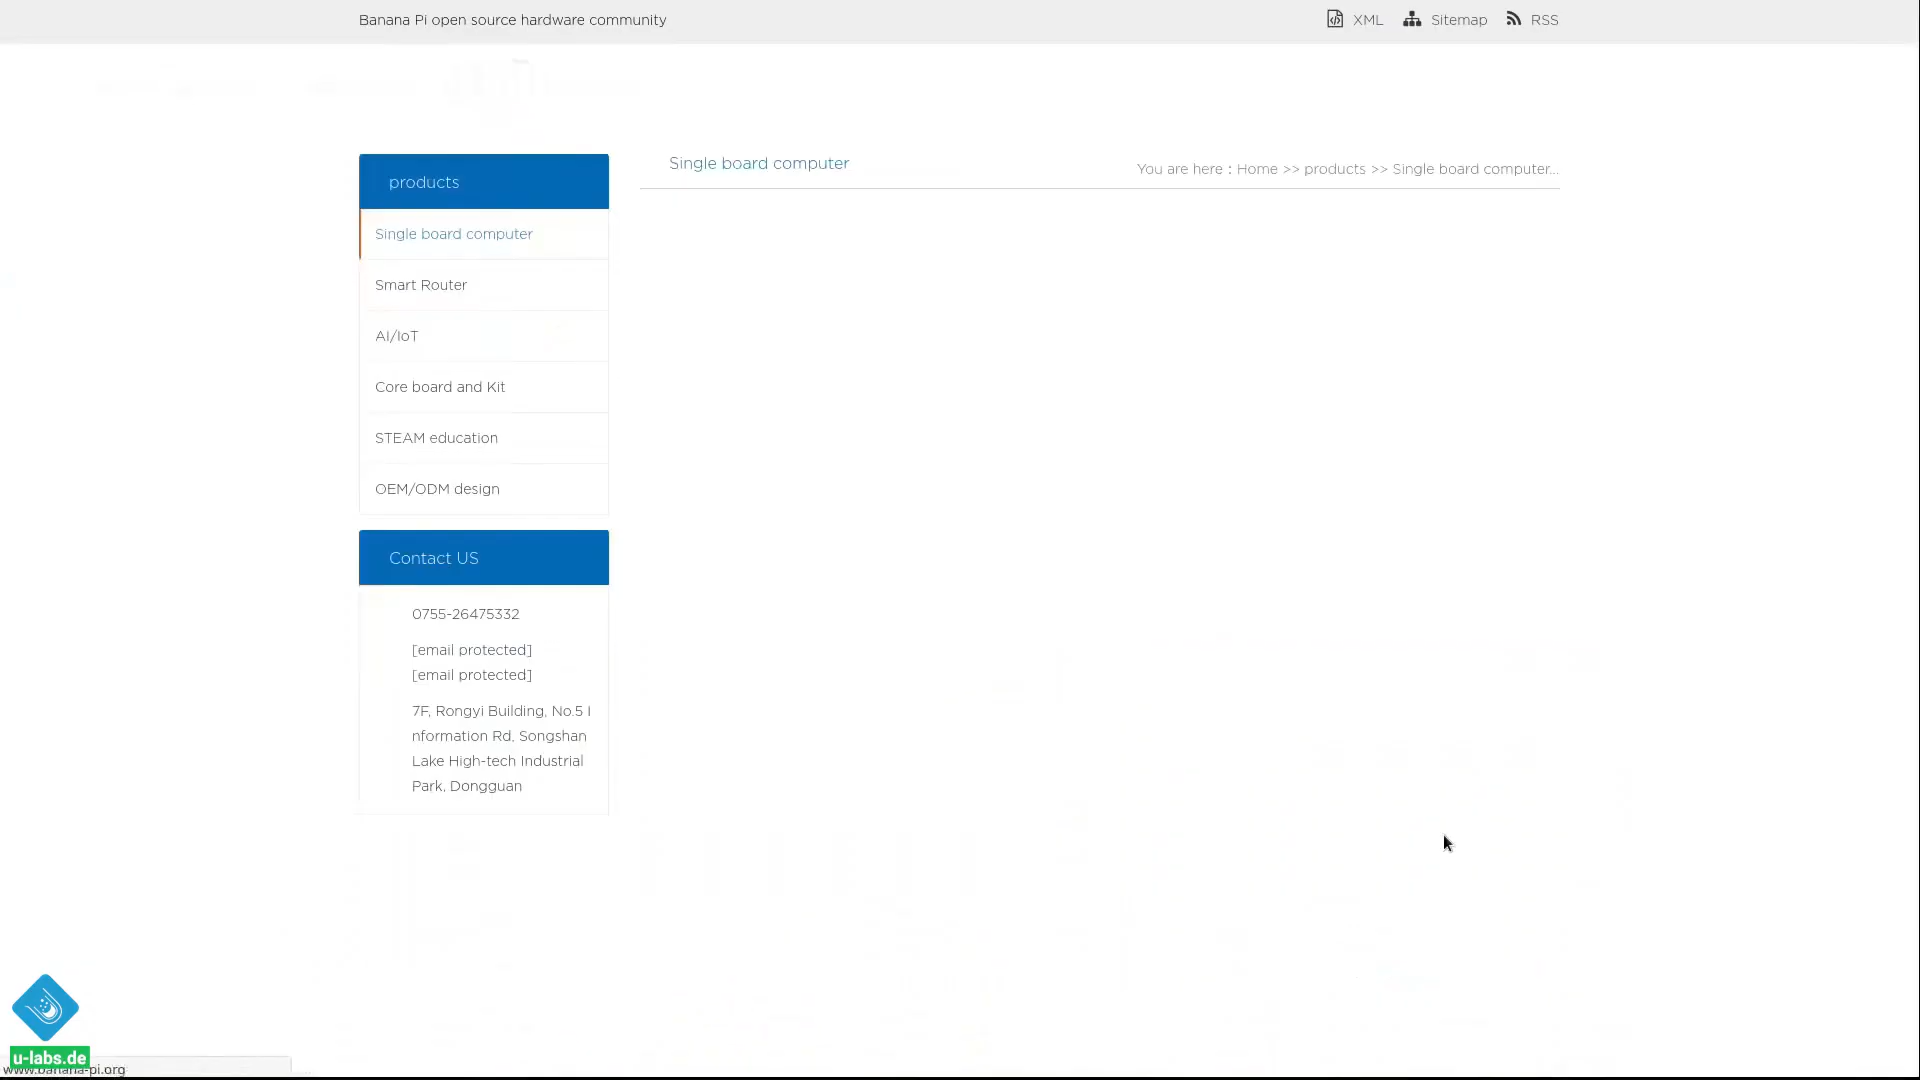 Banana Pi open source hardware community
XML
Sitemap
RSS
products
Single board computer
You are here : Home >> products >> Single board computer...
Single board computer
Smart Router
AI/IoT
Core board and Kit
STEAM education
OEM/ODM design
Contact US
0755-26475332
[email protected]
[email protected]
7F, Rongyi Building, No.5 I
nformation Rd, Songshan
Lake High-tech Industrial
Park, Dongguan
u-labs.de
www.banana-pi.org